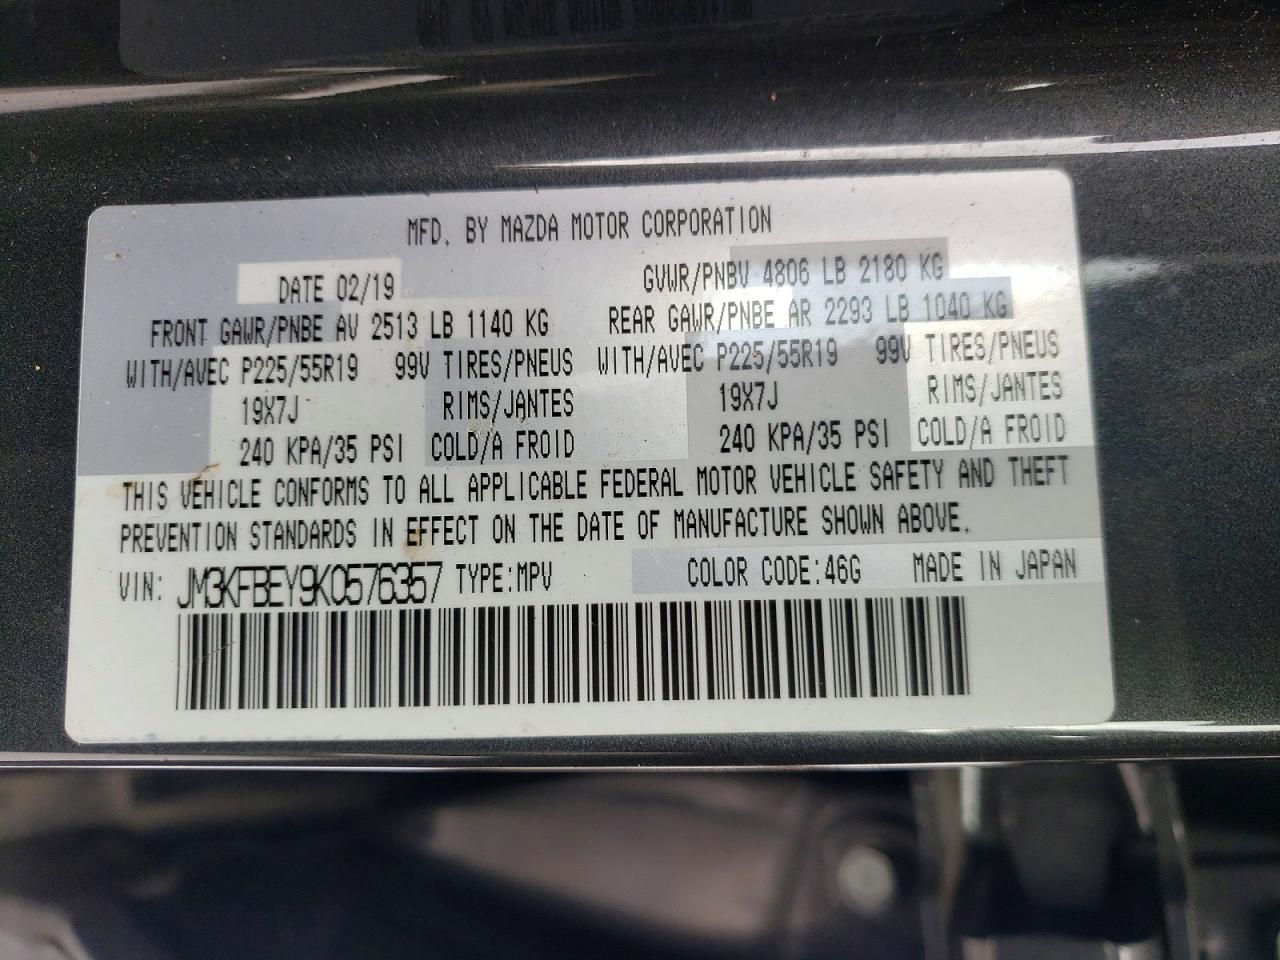 MFD. BY MAZDA MOTOR CORPORATION
DATE 02/19 GVWR/PNBV 4806 LB 2180 KG
FRONT GAWR/PNBE AV 2513 LB 1140 KG REAR GAWR/PNBE AR 2293 LB 1040 KG
WITH/AVEC P225/55R19 99V TIRES/PNEUS WITH/AVEC P225/55R19 99V TIRES/PNEUS
19X7J RIMS/JANTES 19X7J RIMS/JANTES
240 KPA/35 PSI COLD/A FROID 240 KPA/35 PSI COLD/A FROID
THIS VEHICLE CONFORMS TO ALL APPLICABLE FEDERAL MOTOR VEHICLE SAFETY AND THEFT
PREVENTION STANDARDS IN EFFECT ON THE DATE OF MANUFACTURE SHOWN ABOVE.
VIN: JM3KFBEY9K0576357 TYPE:MPV COLOR CODE:46G MADE IN JAPAN